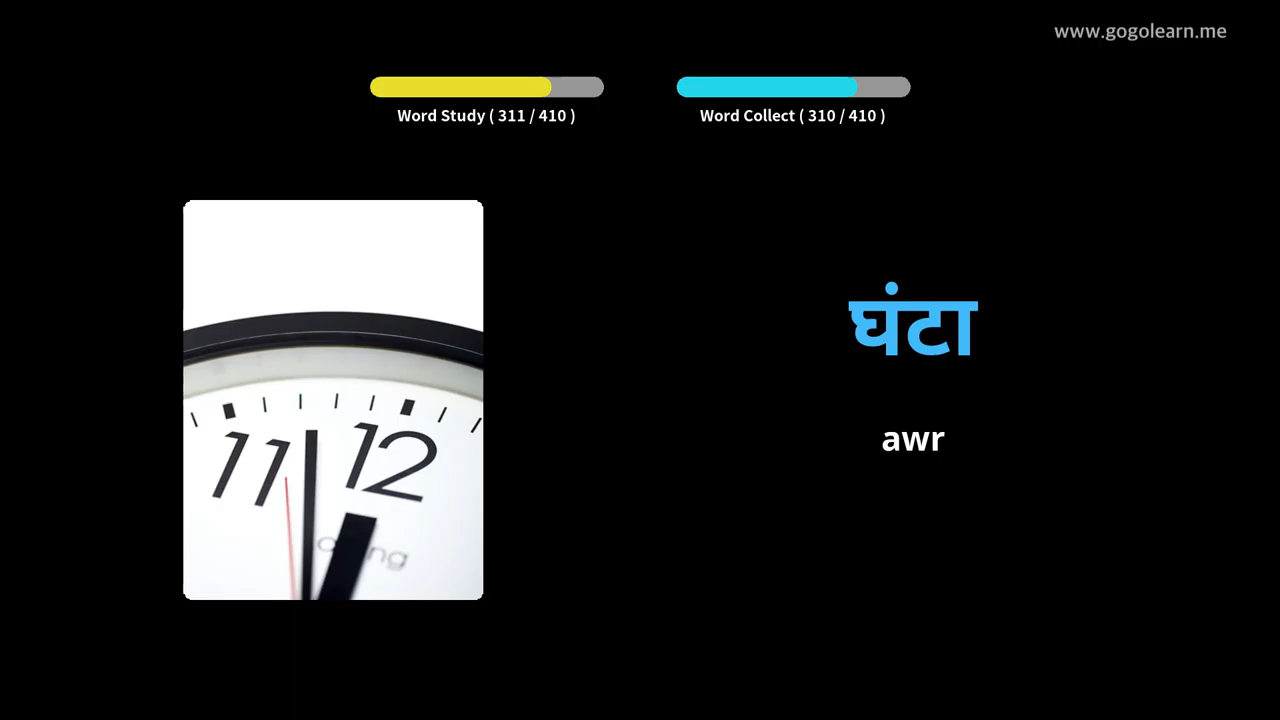 www.gogolearn.me
Word Study ( 311 / 410 )
Word Collect ( 310 / 410 )
घंटा
awr
11
12